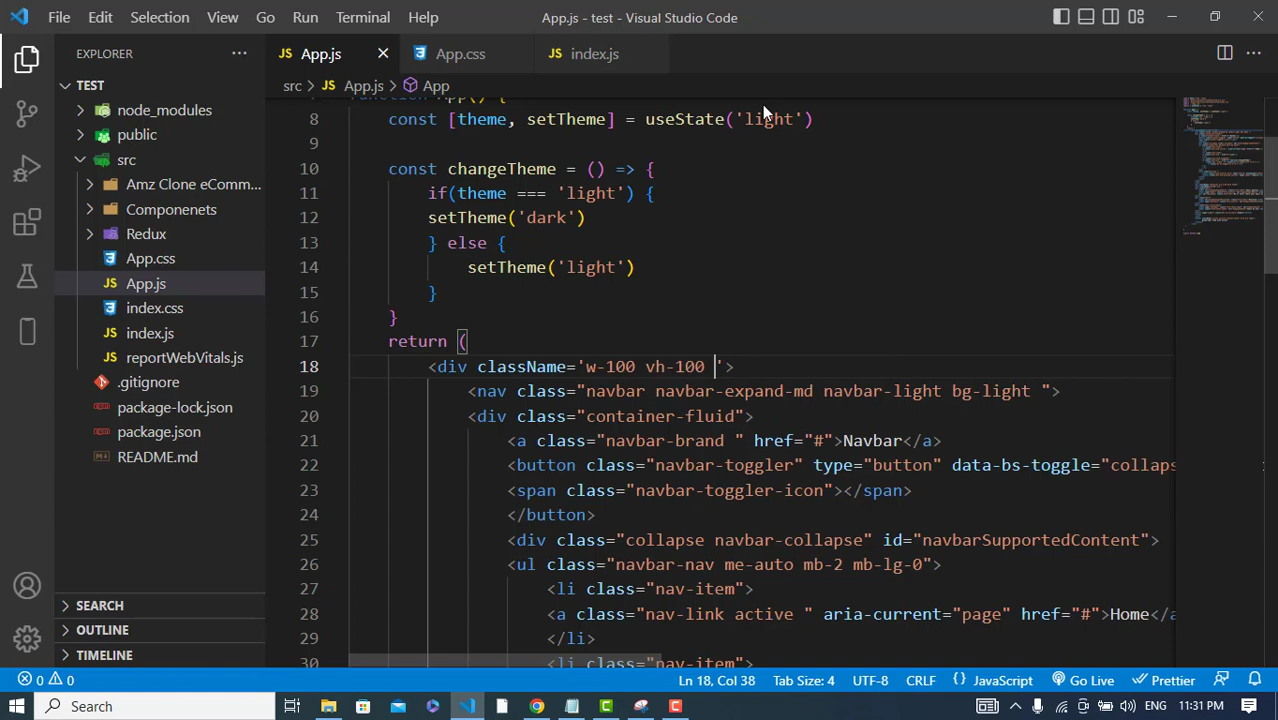 File Edit Selection View Go Run Terminal Help App.js - test - Visual Studio Code
EXPLORER
TEST
node_modules
public
src
Amz Clone eComm...
Componenets
Redux
App.css
App.js
index.css
index.js
reportWebVitals.js
.gitignore
package-lock.json
package.json
README.md
SEARCH
OUTLINE
TIMELINE
JS App.js App.css JS index.js
src > JS App.js > App
8 const [theme, setTheme] = useState('light')
9
10 const changeTheme = () => {
11 if(theme === 'light') {
12 setTheme('dark')
13 } else {
14 setTheme('light')
15 }
16 }
17 return (
18 <div className='w-100 vh-100 '>
19 <nav class="navbar navbar-expand-md navbar-light bg-light ">
20 <div class="container-fluid">
21 <a class="navbar-brand " href="#">Navbar</a>
22 <button class="navbar-toggler" type="button" data-bs-toggle="collaps
23 <span class="navbar-toggler-icon"></span>
24 </button>
25 <div class="collapse navbar-collapse" id="navbarSupportedContent">
26 <ul class="navbar-nav me-auto mb-2 mb-lg-0">
27 <li class="nav-item">
28 <a class="nav-link active " aria-current="page" href="#">Home</a
29 </li>
30 <li class="nav-item">
0 0 Ln 18, Col 38 Tab Size: 4 UTF-8 CRLF {} JavaScript Go Live Prettier
Search ENG 11:31 PM